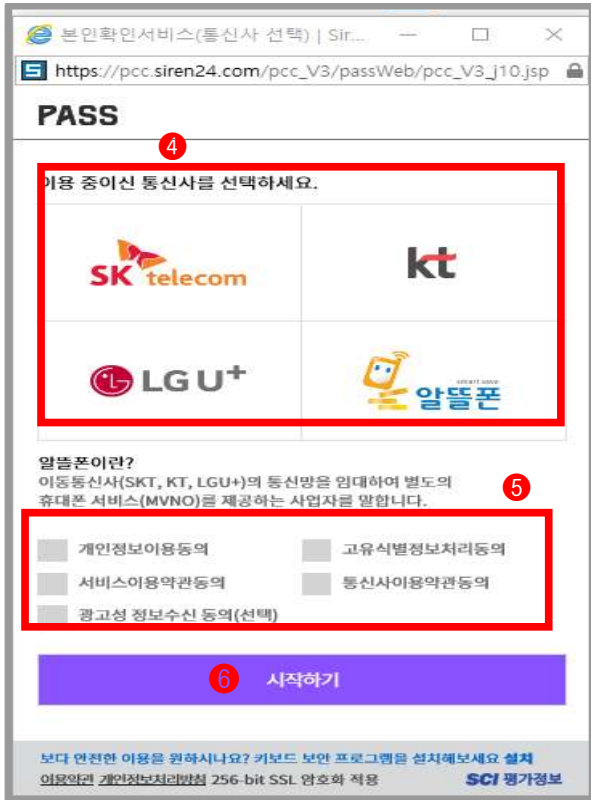 본인확인서비스(통신사 선택) | Sir...
https://pcc.siren24.com/pcc_V3/passWeb/pcc_V3_j10.jsp
PASS
4
이용 중이신 통신사를 선택하세요.
SK telecom
kt
LG U+
smart save
알뜰폰
알뜰폰이란?
이동통신사(SKT, KT, LGU+)의 통신망을 임대하여 별도의
휴대폰 서비스(MVNO)를 제공하는 사업자를 말합니다.
5
개인정보이용동의 고유식별정보처리동의
서비스이용약관동의 통신사이용약관동의
광고성 정보수신 동의(선택)
6 시작하기
보다 안전한 이용을 원하시나요? 키보드 보안 프로그램을 설치해보세요 설치
이용약관 개인정보처리방침 256-bit SSL 암호화 적용 SCI 평가정보